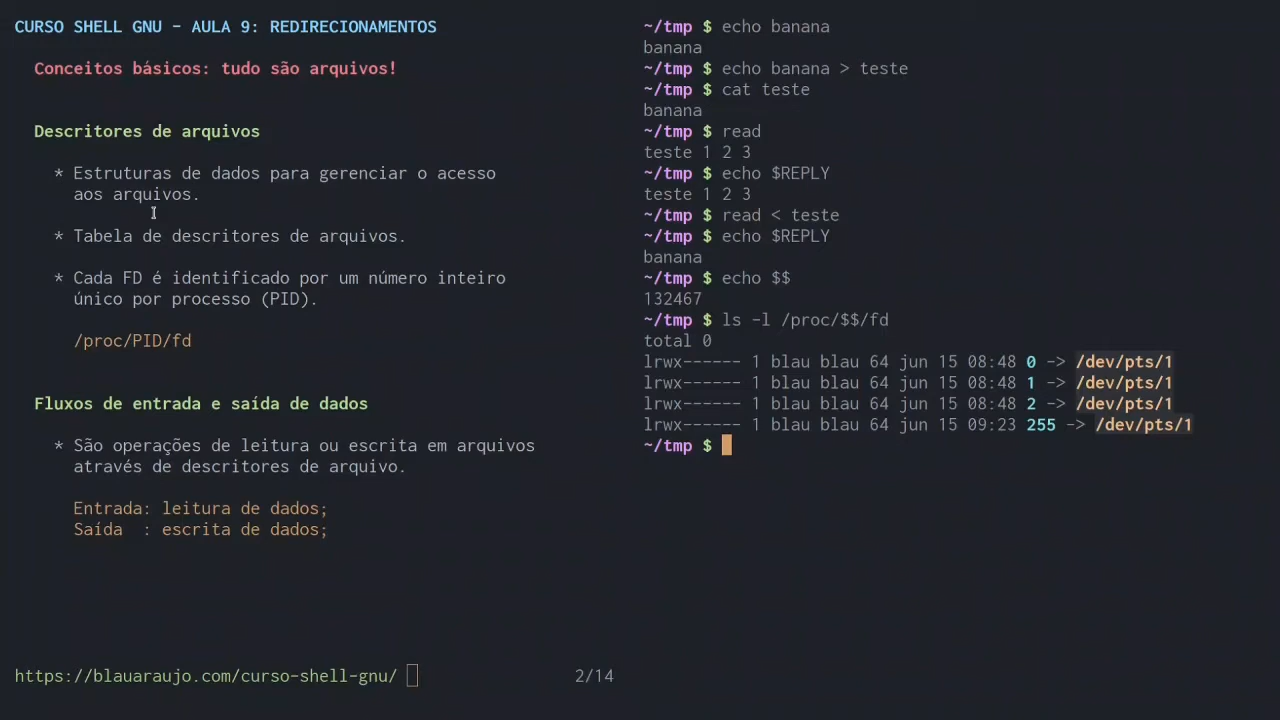 CURSO SHELL GNU - AULA 9: REDIRECIONAMENTOS
Conceitos básicos: tudo são arquivos!
Descritores de arquivos
* Estruturas de dados para gerenciar o acesso
aos arquivos.
* Tabela de descritores de arquivos.
* Cada FD é identificado por um número inteiro
único por processo (PID).
/proc/PID/fd
Fluxos de entrada e saída de dados
* São operações de leitura ou escrita em arquivos
através de descritores de arquivo.
Entrada: leitura de dados;
Saída  : escrita de dados;
https://blauaraujo.com/curso-shell-gnu/
2/14
~/tmp $ echo banana
banana
~/tmp $ echo banana > teste
~/tmp $ cat teste
banana
~/tmp $ read
teste 1 2 3
~/tmp $ echo $REPLY
teste 1 2 3
~/tmp $ read < teste
~/tmp $ echo $REPLY
banana
~/tmp $ echo $$
132467
~/tmp $ ls -l /proc/$$/fd
total 0
lrwx------ 1 blau blau 64 jun 15 08:48 0 -> /dev/pts/1
lrwx------ 1 blau blau 64 jun 15 08:48 1 -> /dev/pts/1
lrwx------ 1 blau blau 64 jun 15 08:48 2 -> /dev/pts/1
lrwx------ 1 blau blau 64 jun 15 09:23 255 -> /dev/pts/1
~/tmp $